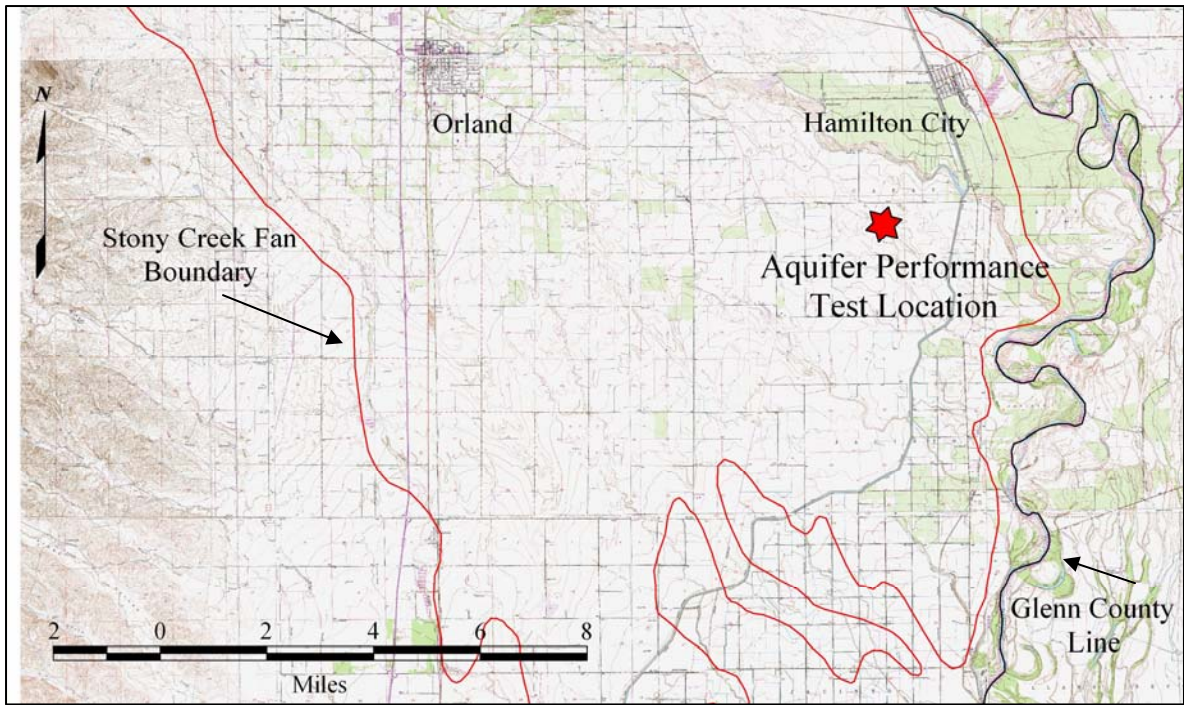 N
Orland
Hamilton City
Stony Creek Fan
Boundary
Aquifer Performance
Test Location
Glenn County
Line
2 0 2 4 6 8
Miles